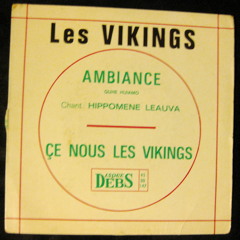 Les VIKINGS
AMBIANCE
Chant : HIPPOMENE LEAUVA
ÇE NOUS LES VIKINGS
DEBS